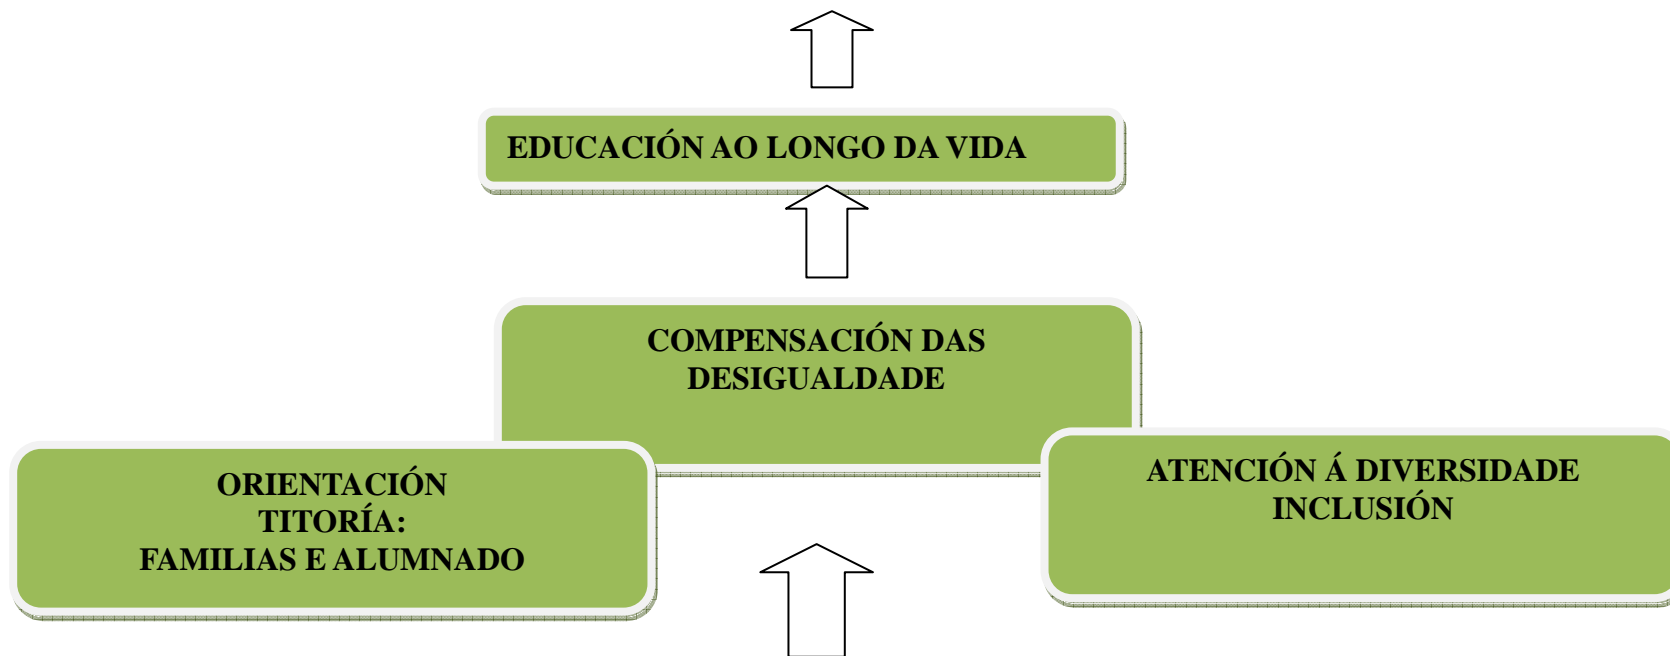 EDUCACIÓN AO LONGO DA VIDA
COMPENSACIÓN DAS
DESIGUALDADE
ORIENTACIÓN
TITORÍA:
FAMILIAS E ALUMNADO
ATENCIÓN Á DIVERSIDADE
INCLUSIÓN